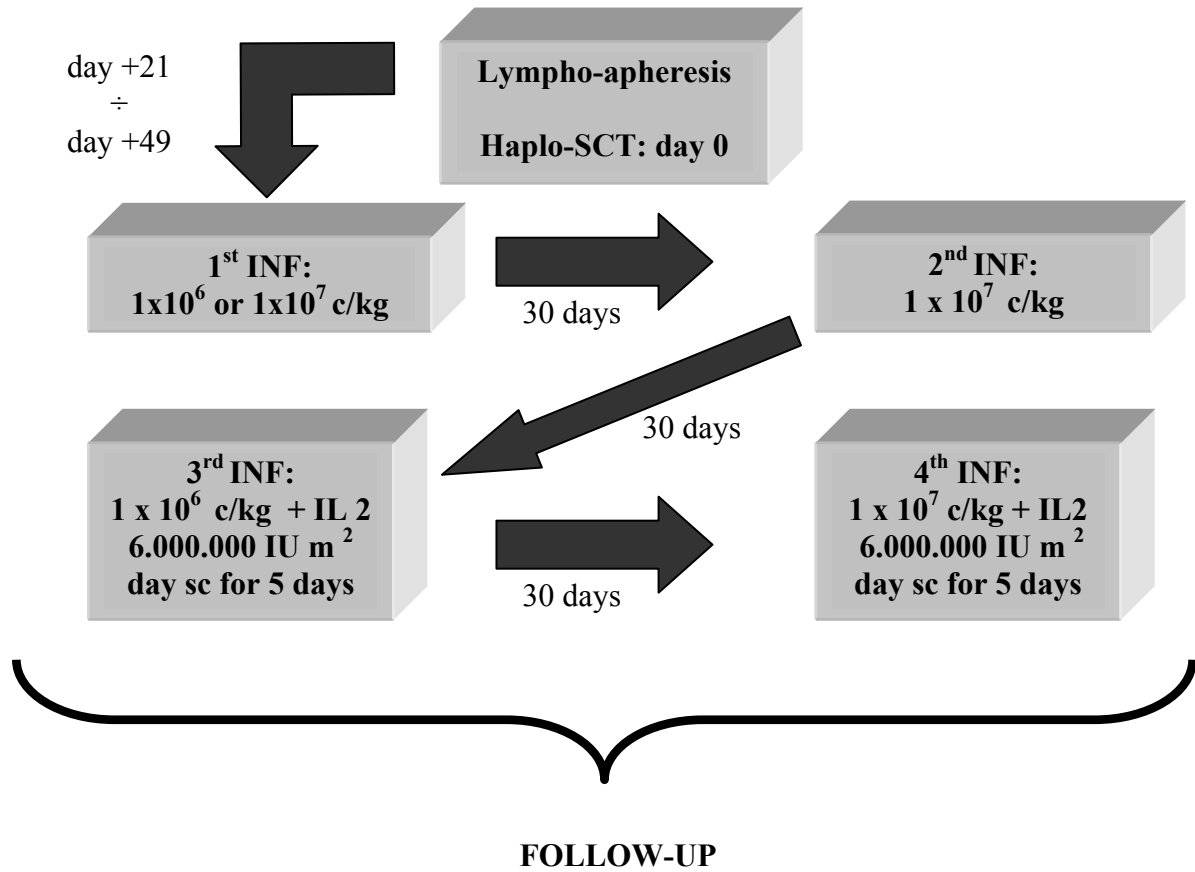 day +21
÷
day +49
Lympho-apheresis
Haplo-SCT: day 0
1st INF:
1x10^6 or 1x10^7 c/kg
30 days
2nd INF:
1 x 10^7 c/kg
30 days
3rd INF:
1 x 10^6 c/kg + IL 2
6.000.000 IU m^2
day sc for 5 days
30 days
4th INF:
1 x 10^7 c/kg + IL2
6.000.000 IU m^2
day sc for 5 days
FOLLOW-UP